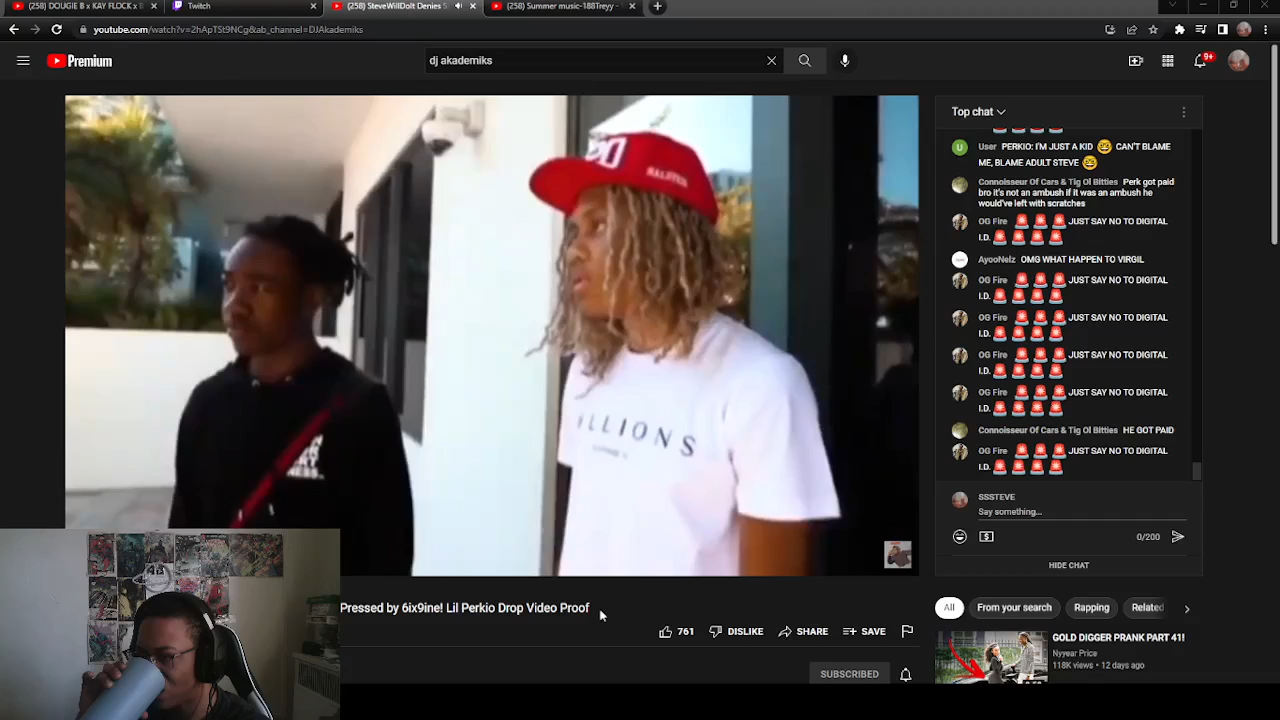 (258) DOUGIE B x KAY FLOCK x B
Twitch
(258) SteveWillDoIt Denies S
(258) Summer music-188Treyy -
youtube.com/watch?v=2hApTSt9NCg&ab_channel=DJAkademiks
Premium
dj akademiks
9+
Top chat
User PERKIO: I'M JUST A KID CAN'T BLAME
ME, BLAME ADULT STEVE
Connoisseur Of Cars & Tig Ol Bitties Perk got paid
bro it's not an ambush if it was an ambush he
would've left with scratches
OG Fire 🚨 🚨 🚨 JUST SAY NO TO DIGITAL
I.D. 🚨 🚨 🚨 🚨
AyooNelz OMG WHAT HAPPEN TO VIRGIL
OG Fire 🚨 🚨 🚨 JUST SAY NO TO DIGITAL
I.D. 🚨 🚨 🚨 🚨
OG Fire 🚨 🚨 🚨 JUST SAY NO TO DIGITAL
I.D. 🚨 🚨 🚨 🚨
OG Fire 🚨 🚨 🚨 JUST SAY NO TO DIGITAL
I.D. 🚨 🚨 🚨 🚨
OG Fire 🚨 🚨 🚨 JUST SAY NO TO DIGITAL
I.D. 🚨 🚨 🚨 🚨
Connoisseur Of Cars & Tig Ol Bitties HE GOT PAID
OG Fire 🚨 🚨 🚨 JUST SAY NO TO DIGITAL
I.D. 🚨 🚨 🚨 🚨
SSSTEVE
Say something...
0/200
HIDE CHAT
Pressed by 6ix9ine! Lil Perkio Drop Video Proof
761 DISLIKE SHARE SAVE
SUBSCRIBED
All From your search Rapping Related
GOLD DIGGER PRANK PART 41!
Nyyear Price
118K views • 12 days ago